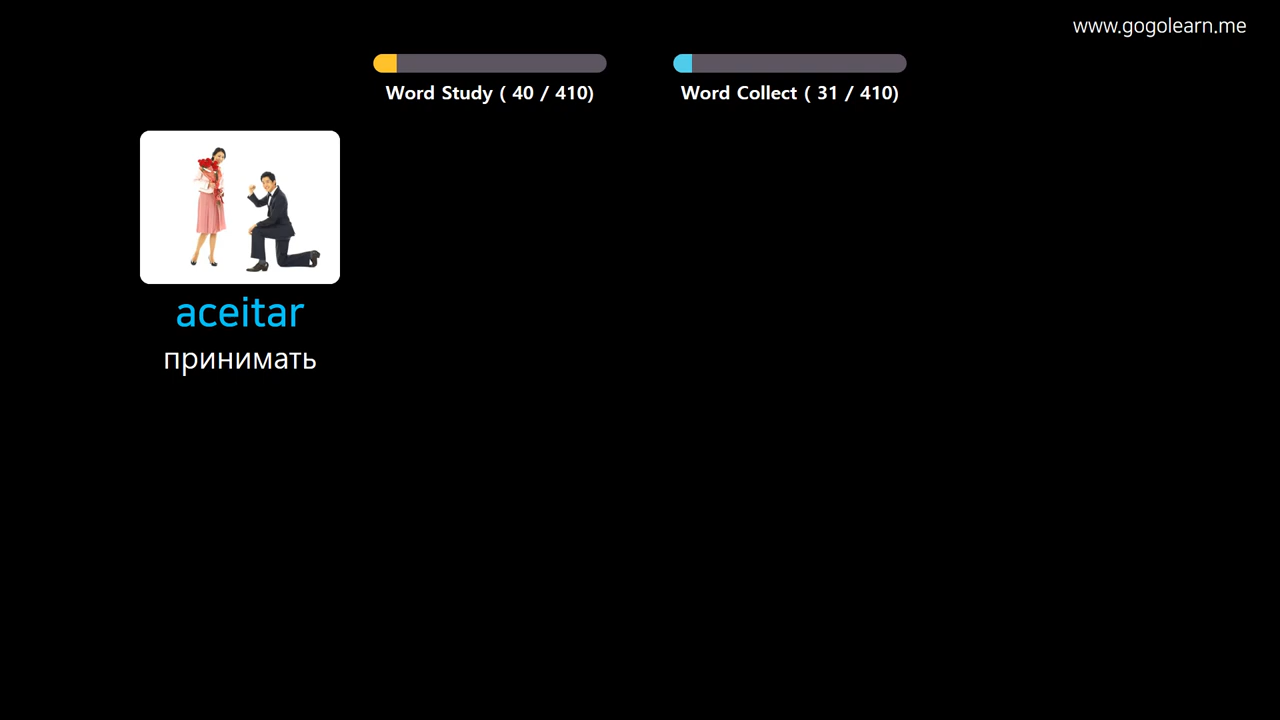 www.gogolearn.me
Word Study ( 40 / 410)
Word Collect ( 31 / 410)
aceitar
принимать